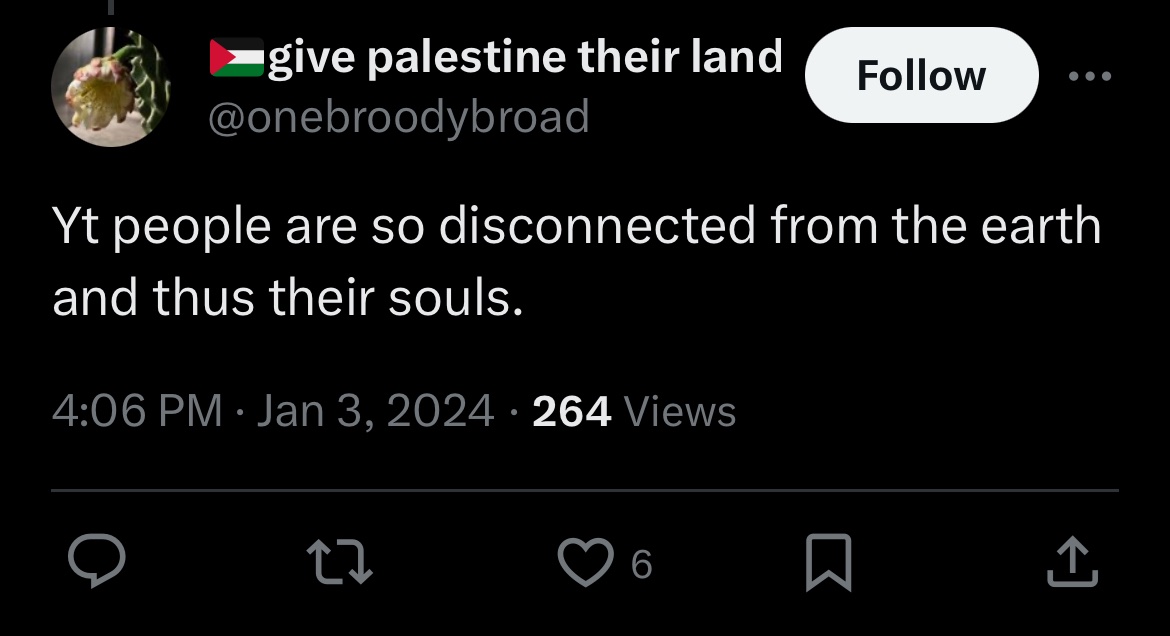 🇵🇸give palestine their land
Follow
@onebroodybroad
Yt people are so disconnected from the earth
and thus their souls.
4:06 PM · Jan 3, 2024 · 264 Views
6